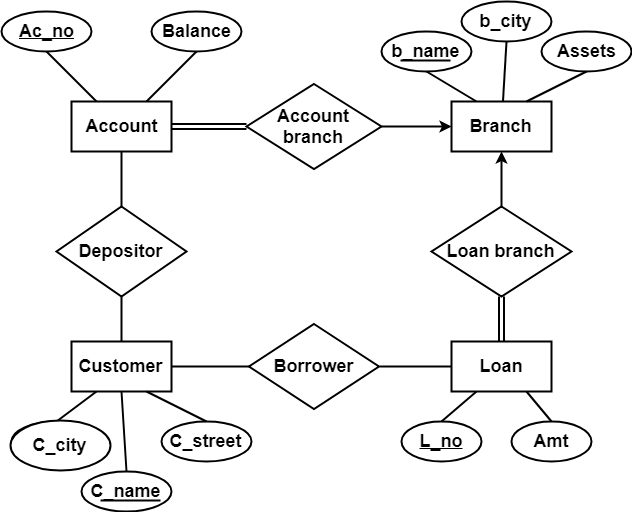 Ac_no
Balance
b_name
b_city
Assets
Account
Account
branch
Branch
Depositor
Loan branch
Customer
Borrower
Loan
C_city
C_name
C_street
L_no
Amt